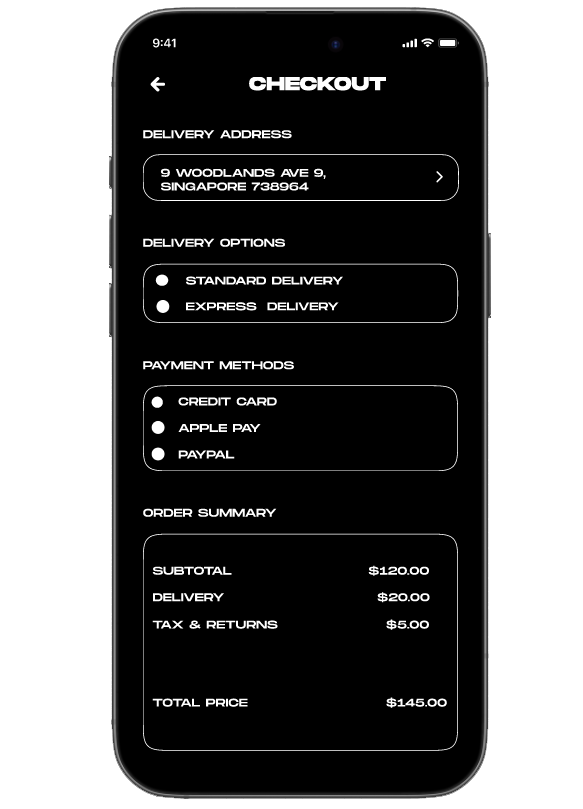 9:41
CHECKOUT
DELIVERY ADDRESS
9 WOODLANDS AVE 9,
SINGAPORE 738964
DELIVERY OPTIONS
STANDARD DELIVERY
EXPRESS DELIVERY
PAYMENT METHODS
CREDIT CARD
APPLE PAY
PAYPAL
ORDER SUMMARY
SUBTOTAL $120.00
DELIVERY $20.00
TAX & RETURNS $5.00
TOTAL PRICE $145.00